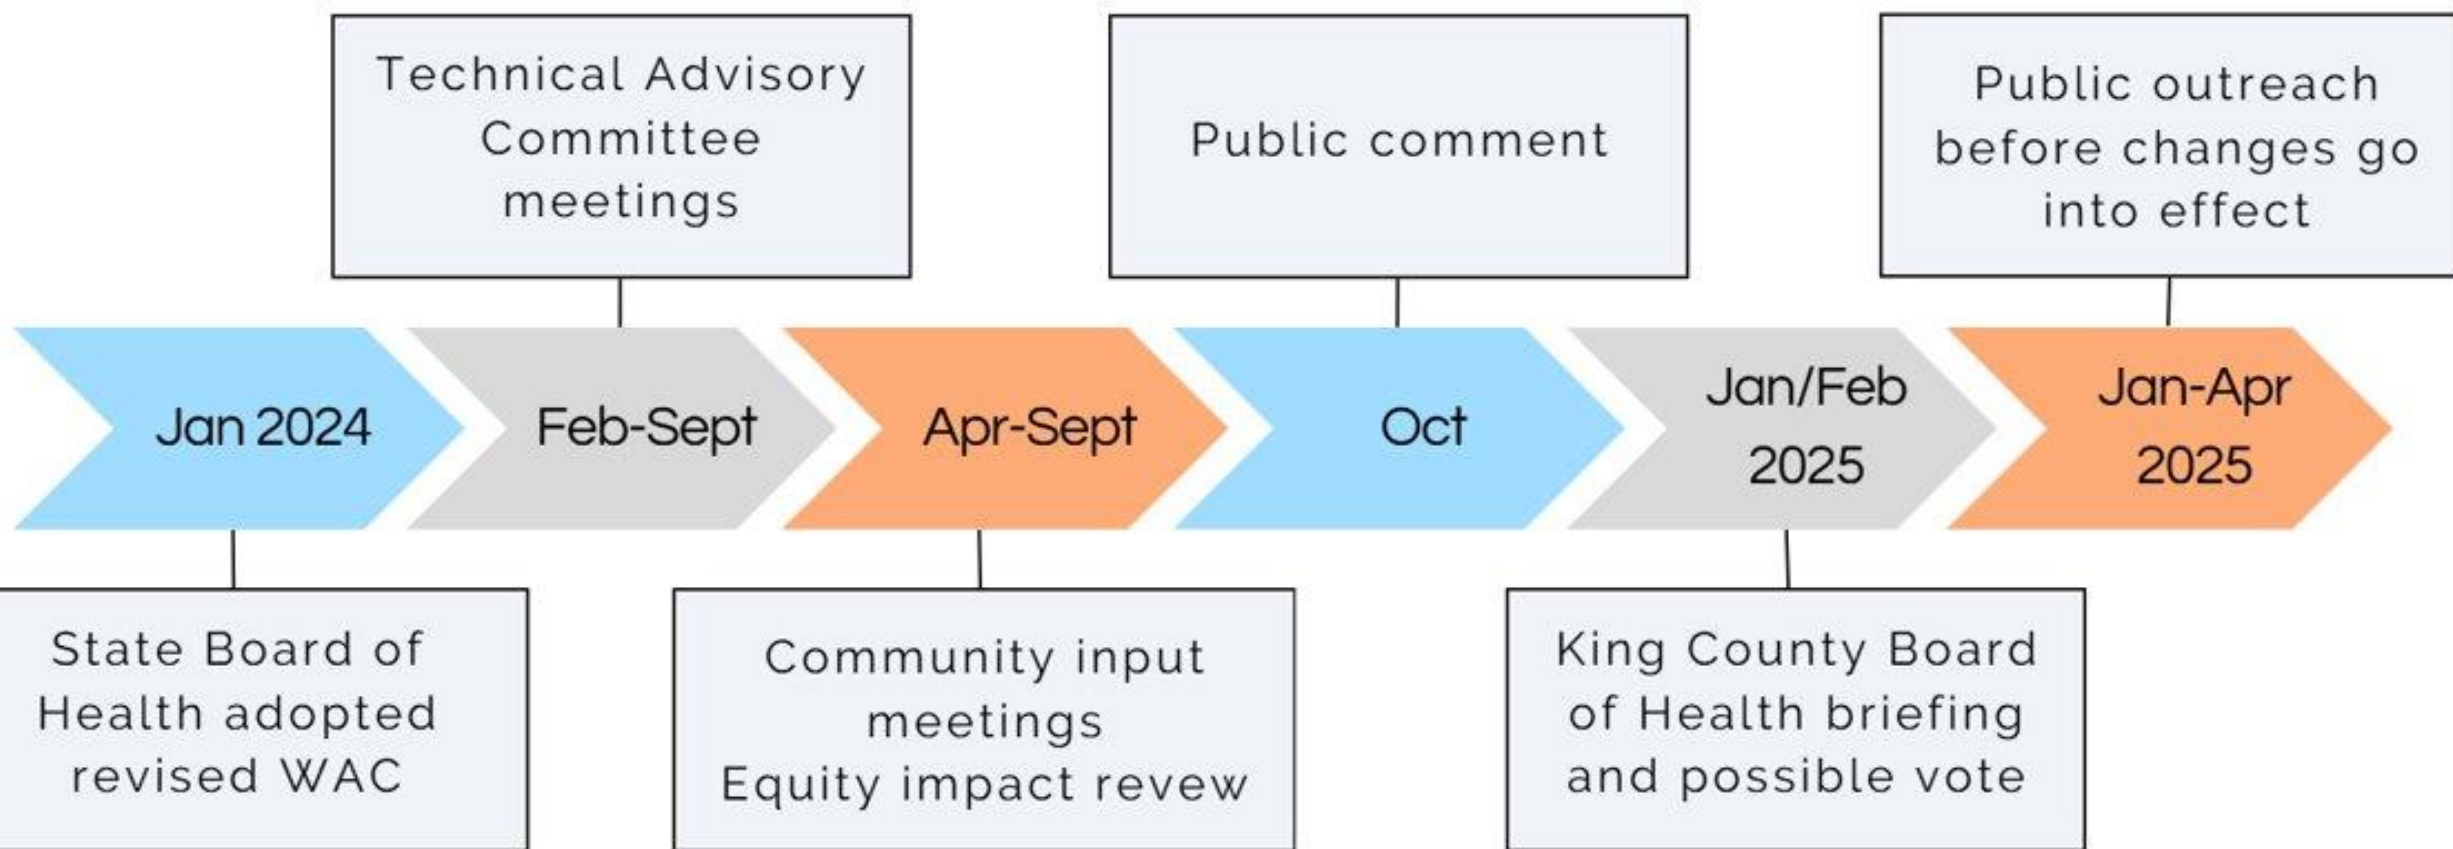 Technical Advisory
Committee
meetings
Public comment
Public outreach
before changes go
into effect
Jan 2024
Feb-Sept
Apr-Sept
Oct
Jan/Feb
2025
Jan-Apr
2025
State Board of
Health adopted
revised WAC
Community input
meetings
Equity impact revew
King County Board
of Health briefing
and possible vote